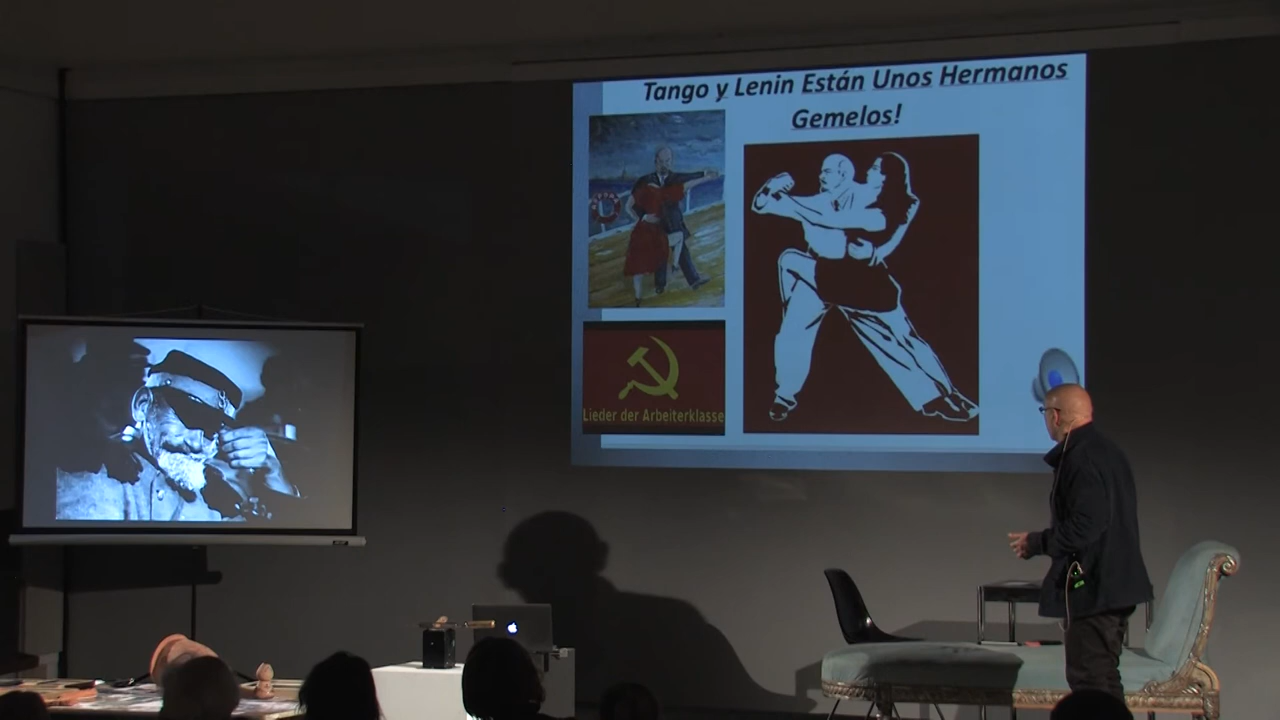 Tango y Lenin Están Unos Hermanos
Gemelos!
Lieder der Arbeiterklasse